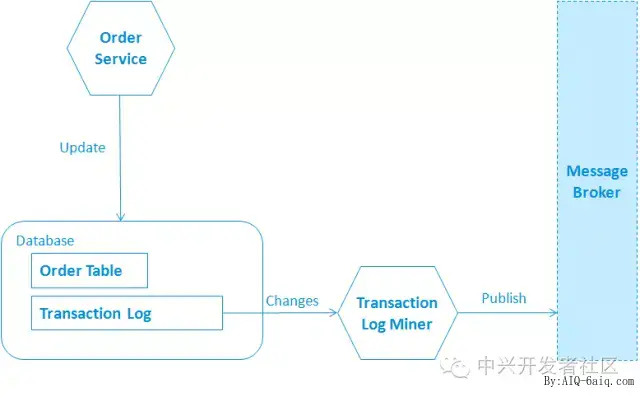 Order
Service
Update
Message
Broker
Database
Order Table
Transaction Log
Changes
Transaction
Log Miner
Publish
中兴开发者社区
By:AIQ-6aiq.com